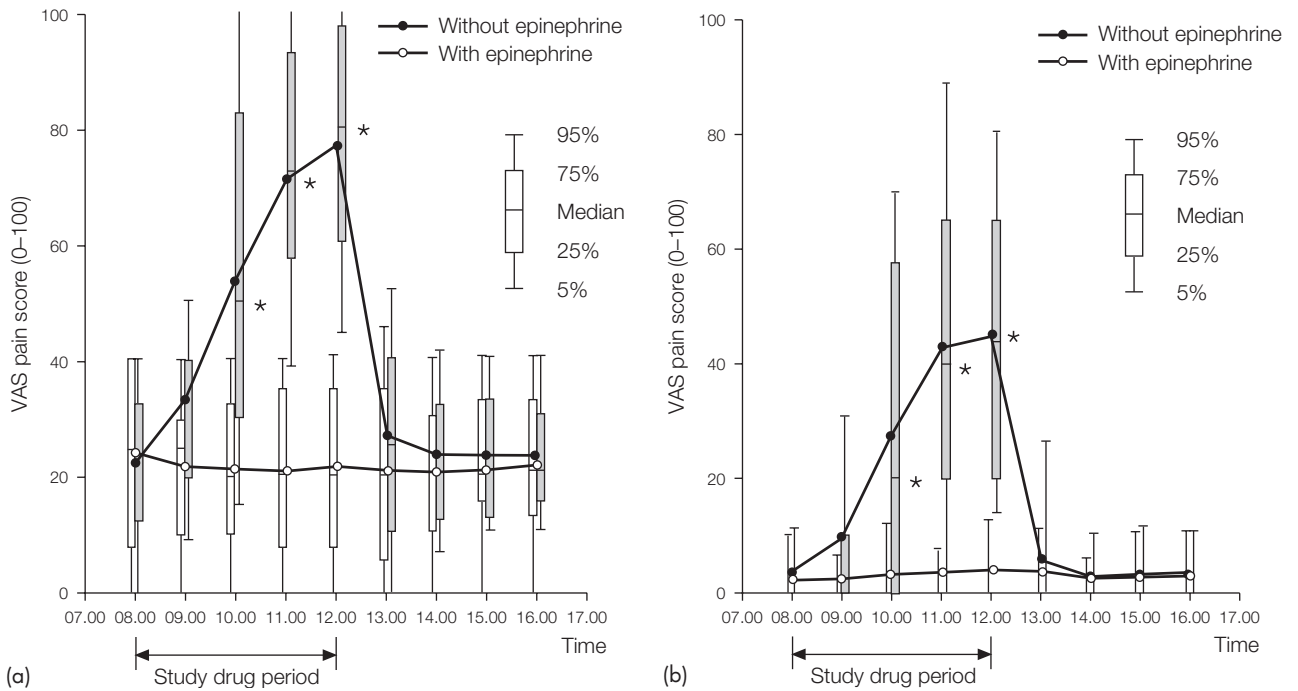 100
80
60
40
20
0
VAS pain score (0–100)
Without epinephrine
With epinephrine
95%
75%
Median
25%
5%
*
*
*
07.00 08.00 09.00 10.00 11.00 12.00 13.00 14.00 15.00 16.00 17.00
Time
Study drug period
(a)
100
80
60
40
20
0
VAS pain score (0–100)
Without epinephrine
With epinephrine
95%
75%
Median
25%
5%
*
*
*
07.00 08.00 09.00 10.00 11.00 12.00 13.00 14.00 15.00 16.00 17.00
Time
Study drug period
(b)